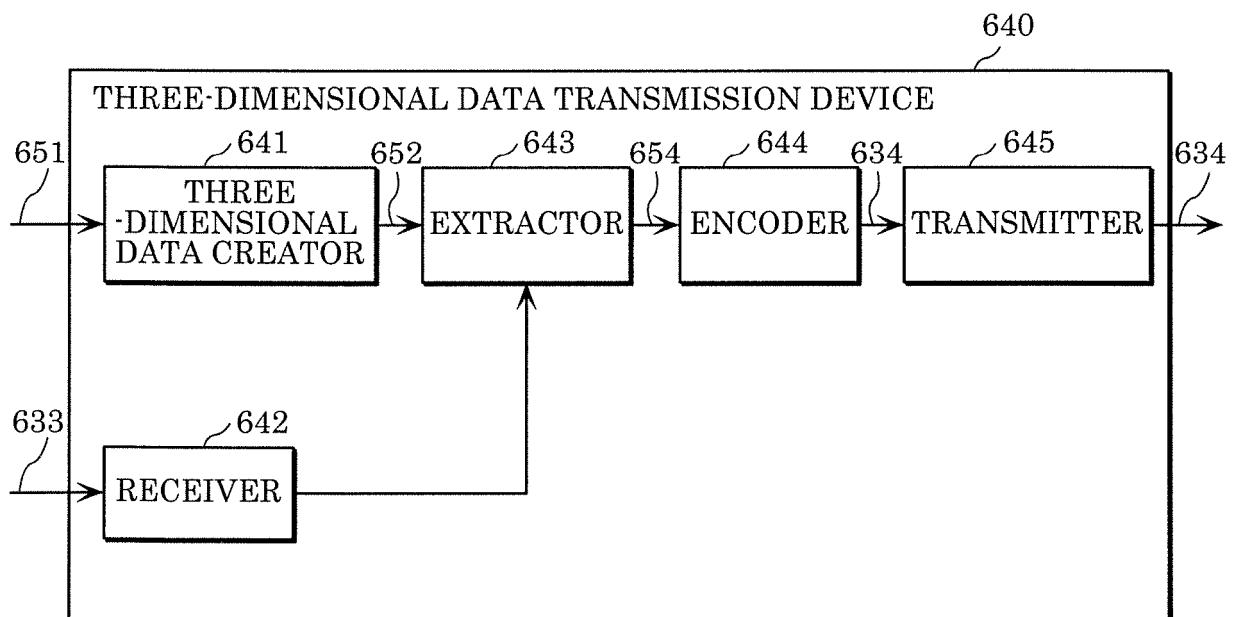 640
THREE-DIMENSIONAL DATA TRANSMISSION DEVICE
651
641
652
643
654
644
634
645
634
THREE
-DIMENSIONAL
DATA CREATOR
EXTRACTOR
ENCODER
TRANSMITTER
633
642
RECEIVER